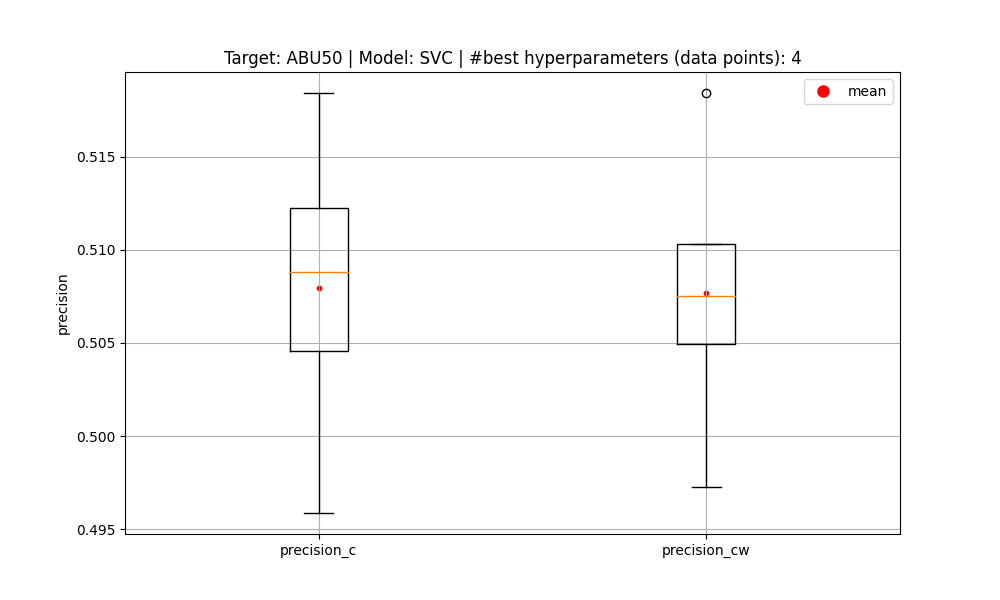 Target: ABU50 | Model: SVC | #best hyperparameters (data points): 4
mean
0.515
0.510
0.505
0.500
0.495
precision
precision_c
precision_cw